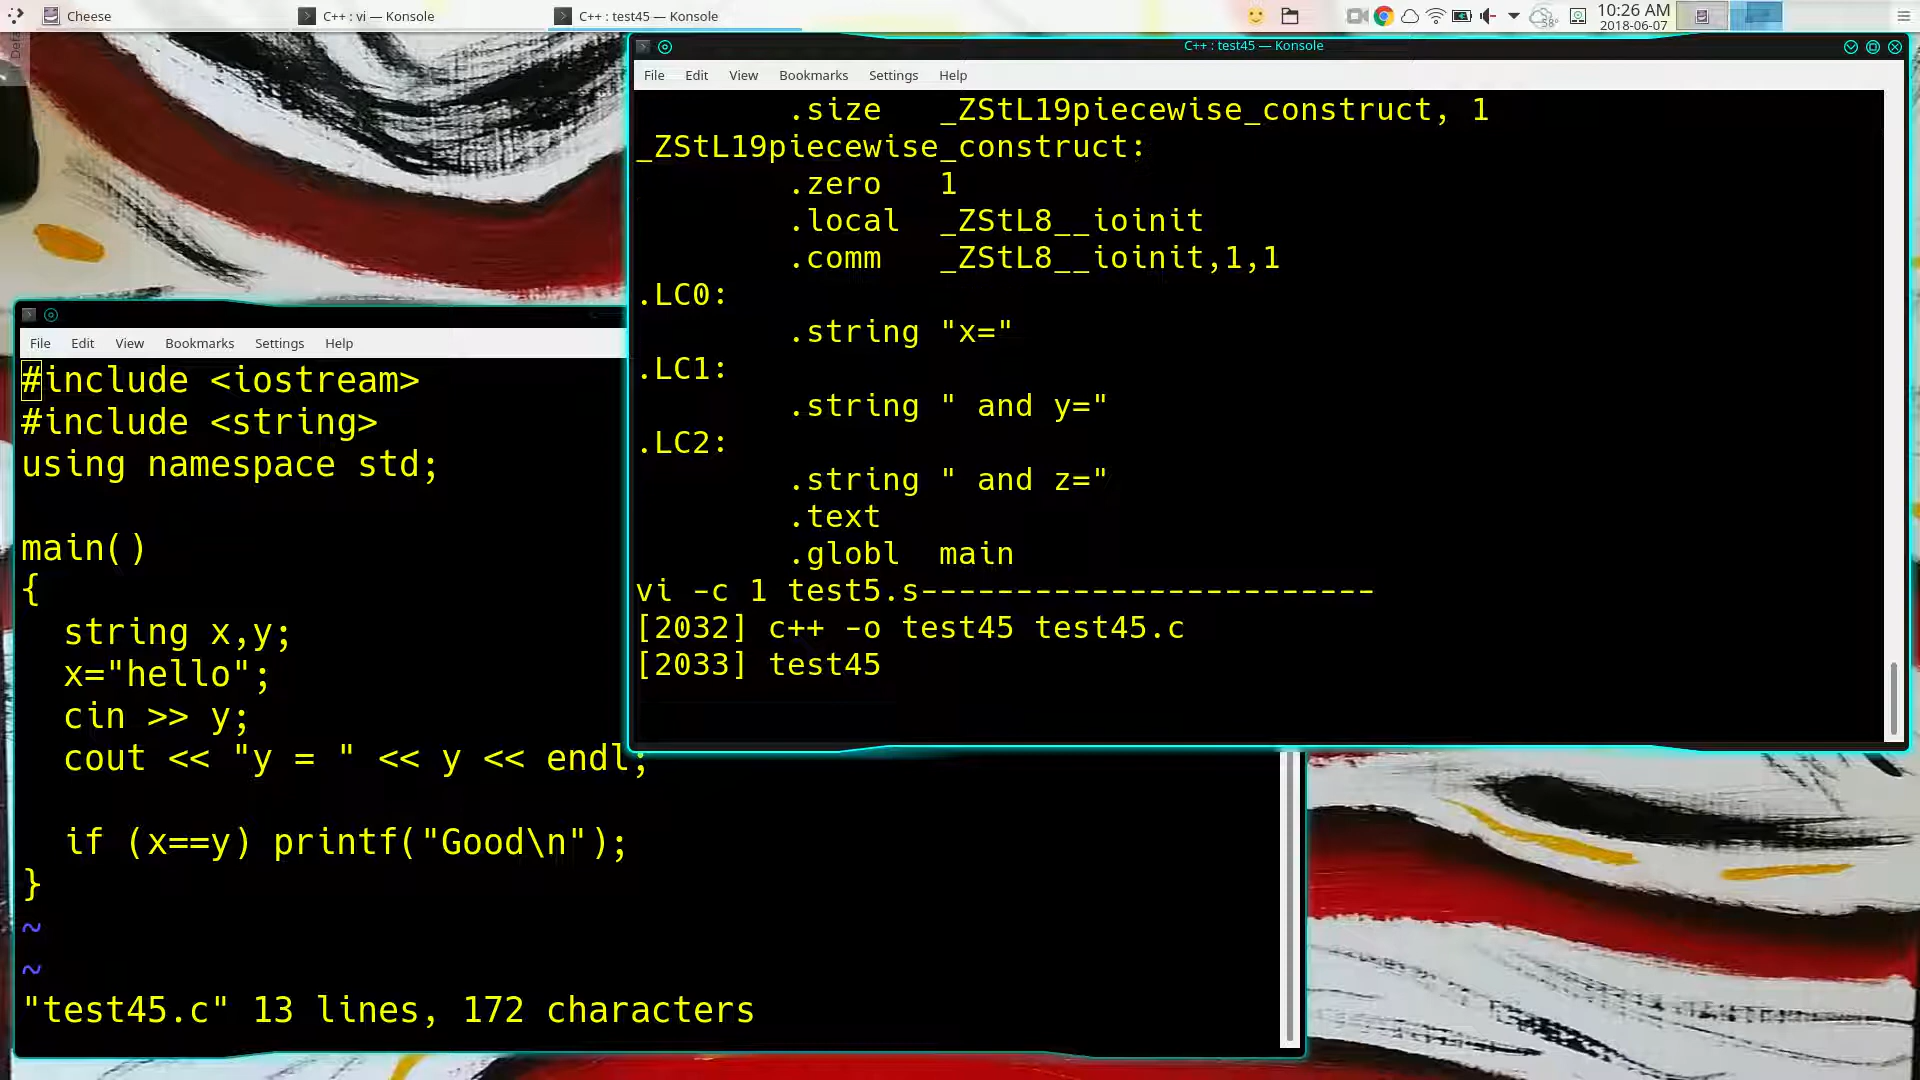 Cheese
C++ : vi — Konsole
C++ : test45 — Konsole
58°
10:26 AM
2018-06-07
C++ : test45 — Konsole
File Edit View Bookmarks Settings Help
.size _ZStL19piecewise_construct, 1
_ZStL19piecewise_construct:
.zero 1
.local _ZStL8__ioinit
.comm _ZStL8__ioinit,1,1
.LC0:
.string "x="
.LC1:
.string " and y="
.LC2:
.string " and z="
.text
.globl main
vi -c 1 test5.s------------------------
[2032] c++ -o test45 test45.c
[2033] test45
File Edit View Bookmarks Settings Help
#include <iostream>
#include <string>
using namespace std;
main()
{
string x,y;
x="hello";
cin >> y;
cout << "y = " << y << endl;
if (x==y) printf("Good\n");
}
~
~
"test45.c" 13 lines, 172 characters